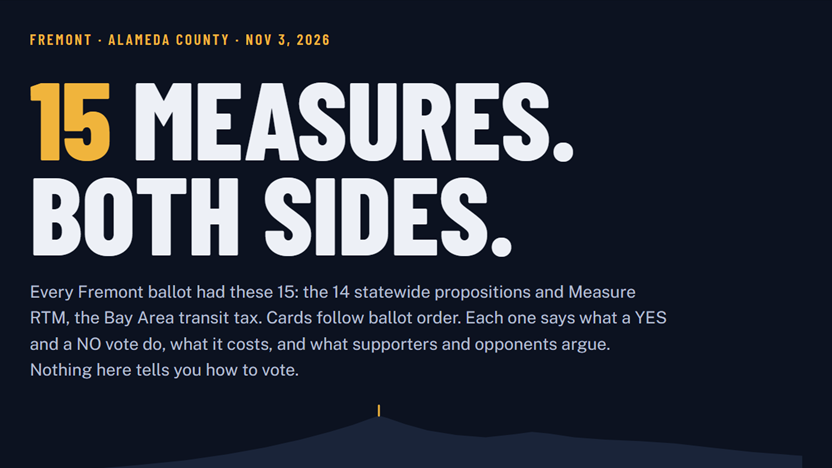 FREMONT · ALAMEDA COUNTY · NOV 3, 2026
15 MEASURES.
BOTH SIDES.
Every Fremont ballot had these 15: the 14 statewide propositions and Measure
RTM, the Bay Area transit tax. Cards follow ballot order. Each one says what a YES
and a NO vote do, what it costs, and what supporters and opponents argue.
Nothing here tells you how to vote.